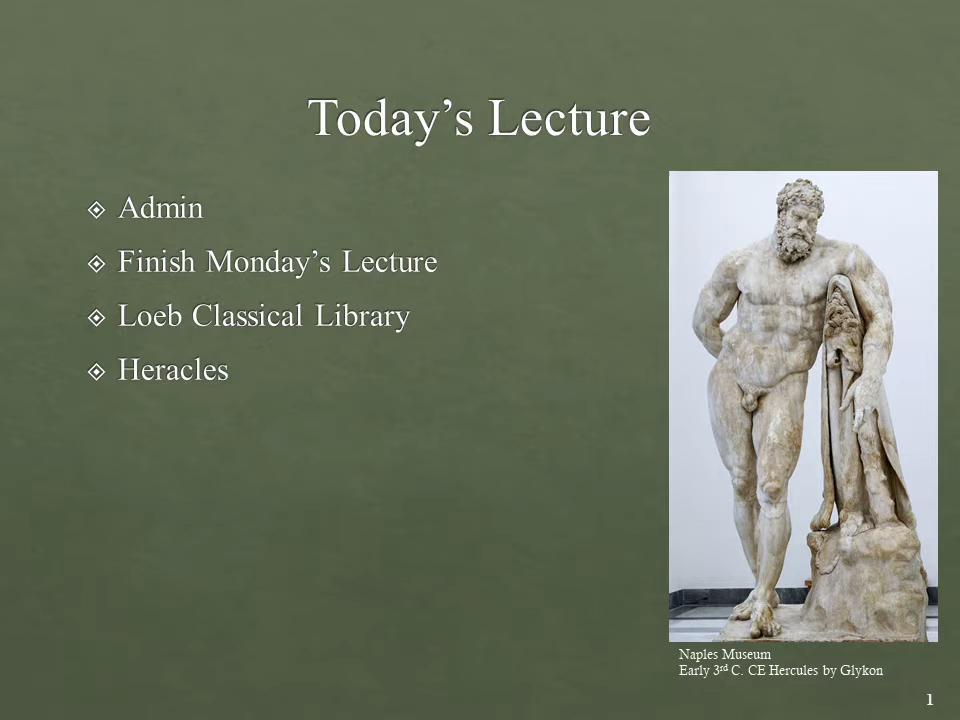 Today’s Lecture
Admin
Finish Monday’s Lecture
Loeb Classical Library
Heracles
Naples Museum
Early 3rd C. CE Hercules by Glykon
1